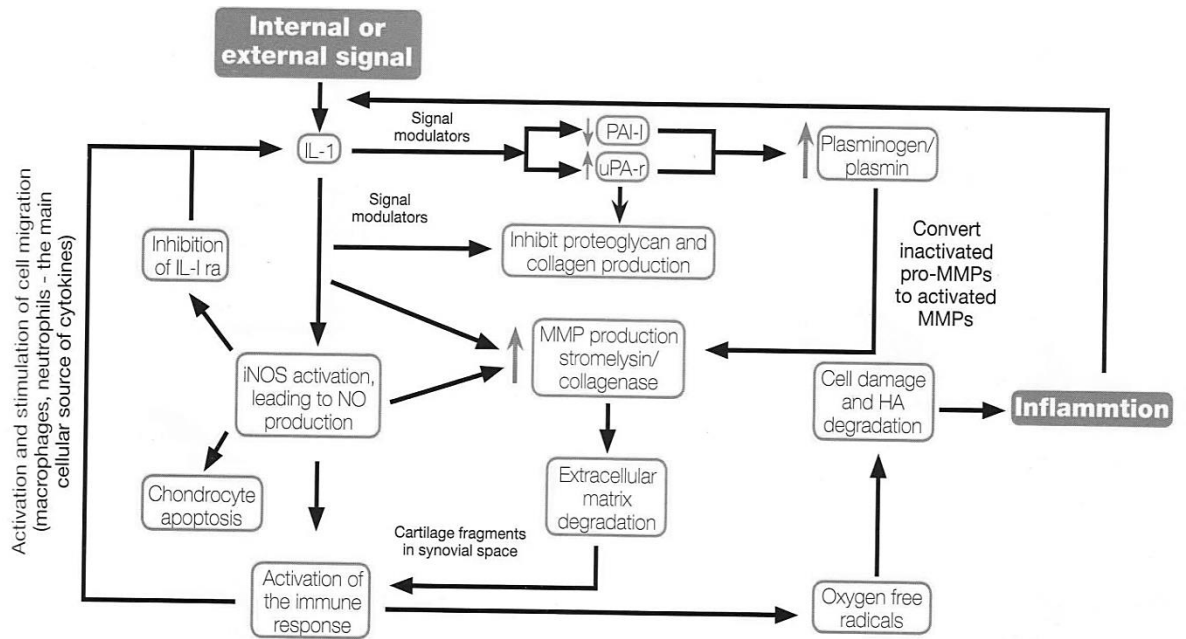 Internal or
external signal
Signal
modulators
IL-1
PAI-I
uPA-r
Plasminogen/
plasmin
Signal
modulators
Inhibition
of IL-I ra
Inhibit proteoglycan and
collagen production
Convert
inactivated
pro-MMPs
to activated
MMPs
MMP production
stromelysin/
collagenase
iNOS activation,
leading to NO
production
Cell damage
and HA
degradation
Inflammtion
Chondrocyte
apoptosis
Extracellular
matrix
degradation
Cartilage fragments
in synovial space
Activation of
the immune
response
Oxygen free
radicals
Activation and stimulation of cell migration
(macrophages, neutrophils - the main
cellular source of cytokines)